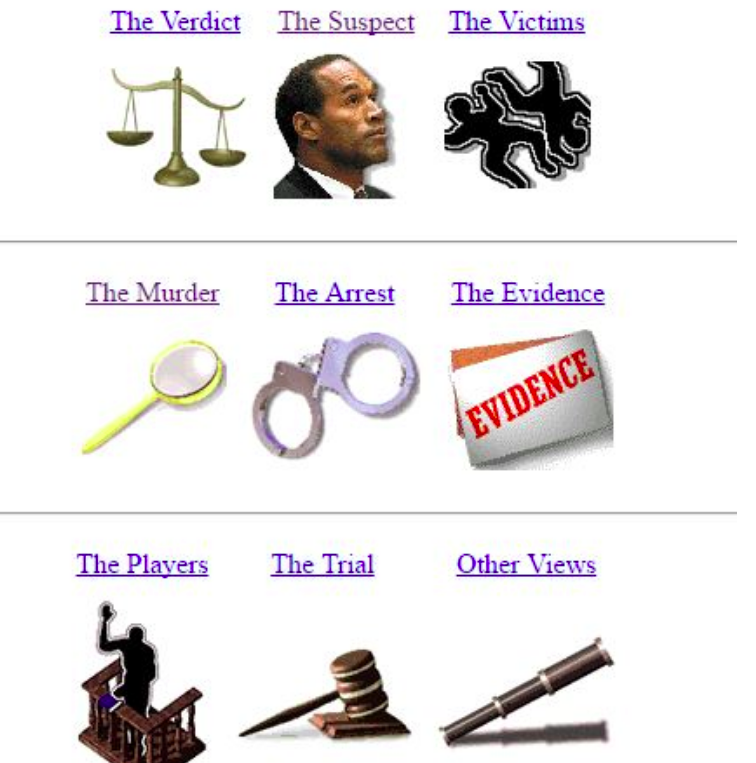 The Verdict The Suspect The Victims
The Murder The Arrest The Evidence
EVIDENCE
The Players The Trial Other Views